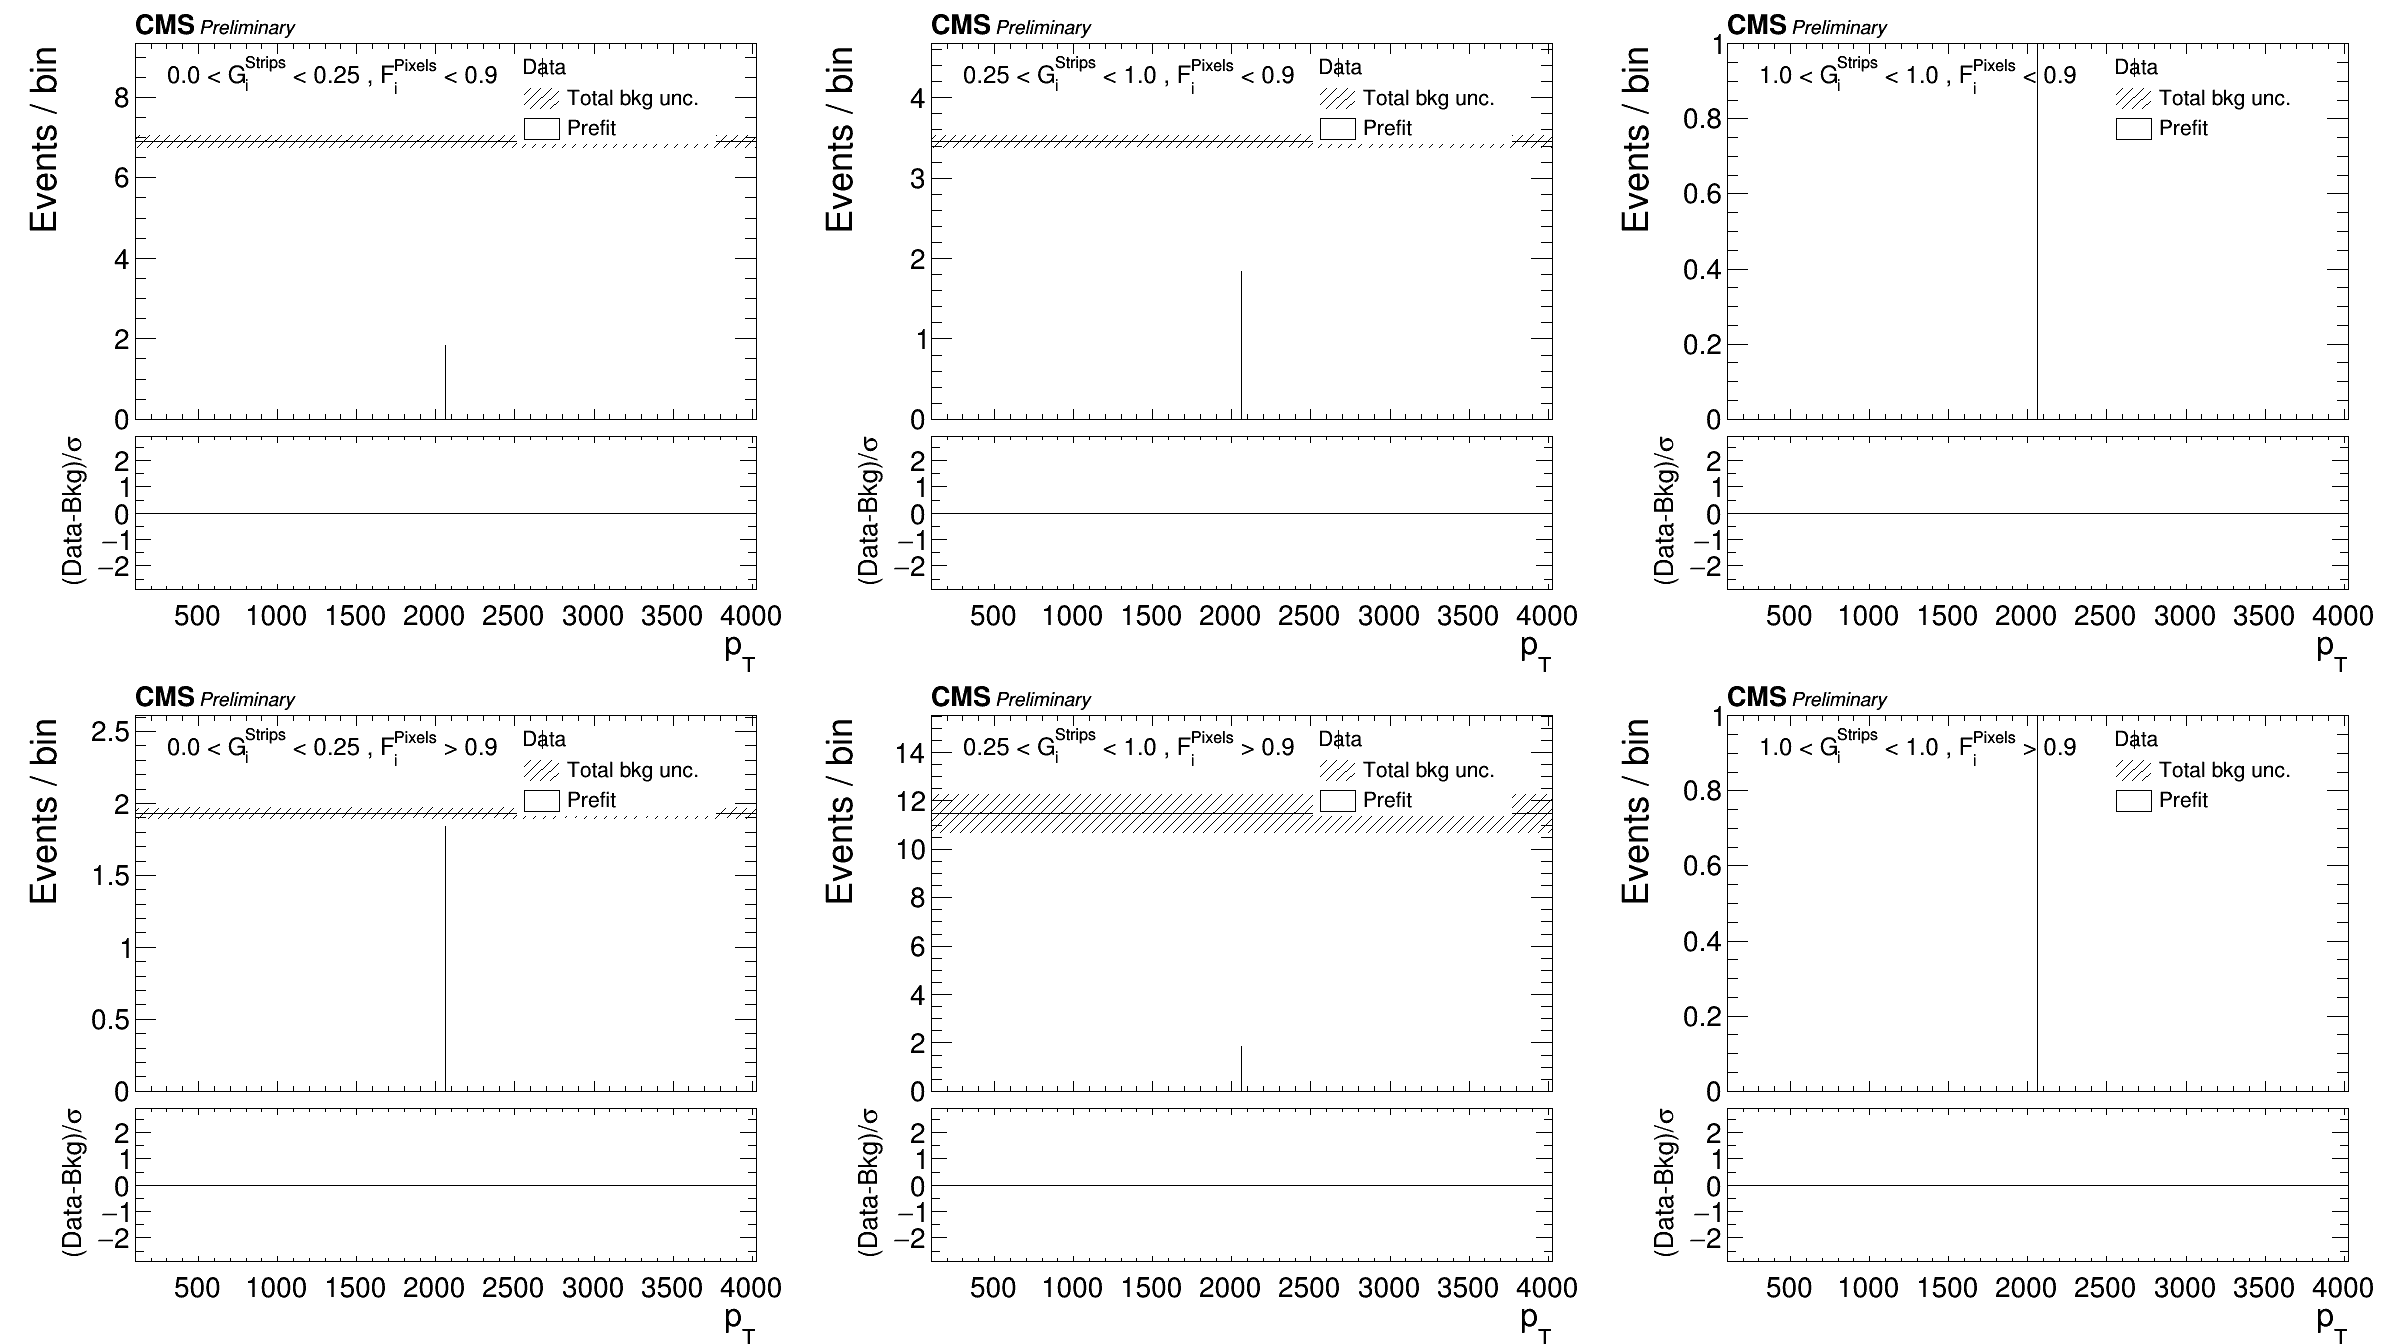 CMS Preliminary
Events / bin
0.0 < G_i^Strips < 0.25 , F_i^Pixels < 0.9
Data
Total bkg unc.
Prefit
8
6
4
2
0
(Data-Bkg)/σ
2
1
0
−1
−2
500 1000 1500 2000 2500 3000 3500 4000
p_T
CMS Preliminary
Events / bin
0.25 < G_i^Strips < 1.0 , F_i^Pixels < 0.9
Data
Total bkg unc.
Prefit
4
3
2
1
0
(Data-Bkg)/σ
2
1
0
−1
−2
500 1000 1500 2000 2500 3000 3500 4000
p_T
CMS Preliminary
Events / bin
1.0 < G_i^Strips < 1.0 , F_i^Pixels < 0.9
Data
Total bkg unc.
Prefit
1
0.8
0.6
0.4
0.2
0
(Data-Bkg)/σ
2
1
0
−1
−2
500 1000 1500 2000 2500 3000 3500 4000
p_T
CMS Preliminary
Events / bin
0.0 < G_i^Strips < 0.25 , F_i^Pixels > 0.9
Data
Total bkg unc.
Prefit
2.5
2
1.5
1
0.5
0
(Data-Bkg)/σ
2
1
0
−1
−2
500 1000 1500 2000 2500 3000 3500 4000
p_T
CMS Preliminary
Events / bin
0.25 < G_i^Strips < 1.0 , F_i^Pixels > 0.9
Data
Total bkg unc.
Prefit
14
12
10
8
6
4
2
0
(Data-Bkg)/σ
2
1
0
−1
−2
500 1000 1500 2000 2500 3000 3500 4000
p_T
CMS Preliminary
Events / bin
1.0 < G_i^Strips < 1.0 , F_i^Pixels > 0.9
Data
Total bkg unc.
Prefit
1
0.8
0.6
0.4
0.2
0
(Data-Bkg)/σ
2
1
0
−1
−2
500 1000 1500 2000 2500 3000 3500 4000
p_T